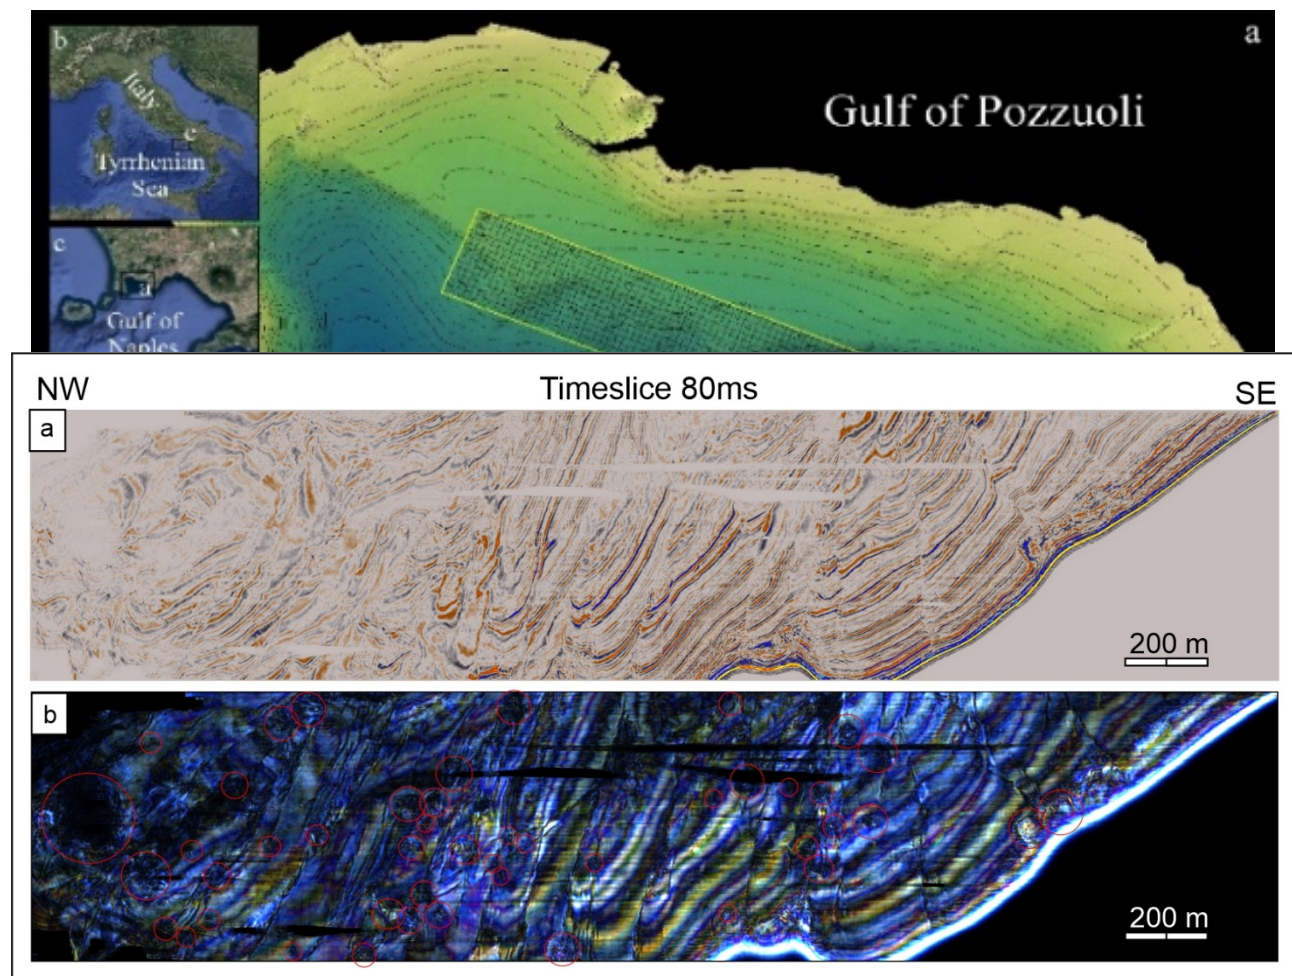 b
a
Italy
Gulf of Pozzuoli
c
Tyrrhenian
Sea
c
a
Gulf of
Naples
NW
Timeslice 80ms
SE
a
200 m
b
200 m